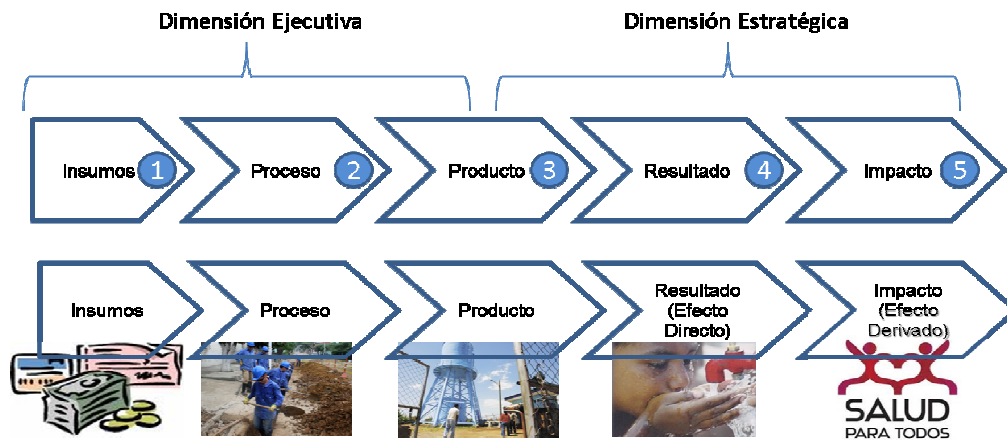 Dimensión Ejecutiva
Dimensión Estratégica
Insumos 1
Proceso 2
Producto 3
Resultado 4
Impacto 5
Insumos
Proceso
Producto
Resultado
(Efecto
Directo)
Impacto
(Efecto
Derivado)
SALUD
PARA TODOS